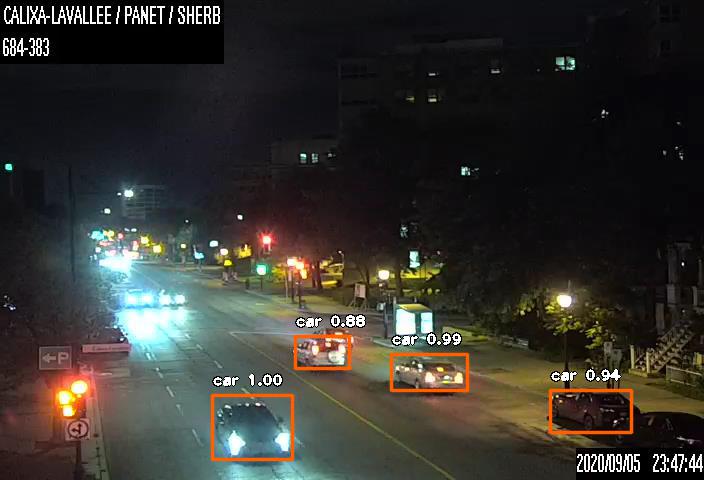 CALIXA-LAVALLEE / PANET / SHERB
684-383
car 0.88
car 0.99
car 0.94
car 1.00
P
2020/09/05 23:47:44